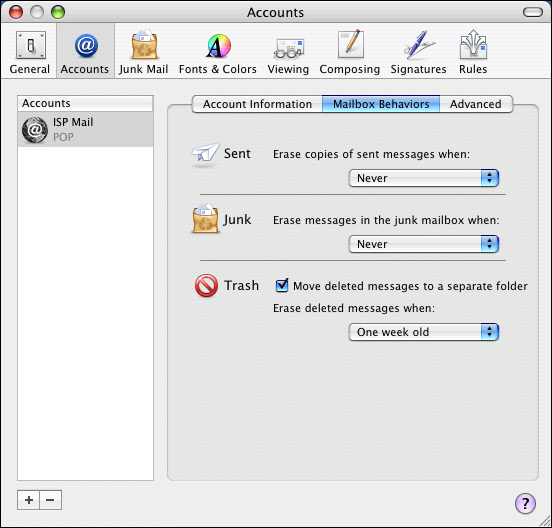 Accounts
General Accounts Junk Mail Fonts & Colors Viewing Composing Signatures Rules
Accounts
ISP Mail
POP
Account Information Mailbox Behaviors Advanced
Sent Erase copies of sent messages when:
Never
Junk Erase messages in the junk mailbox when:
Never
Trash Move deleted messages to a separate folder
Erase deleted messages when:
One week old
+ −
?